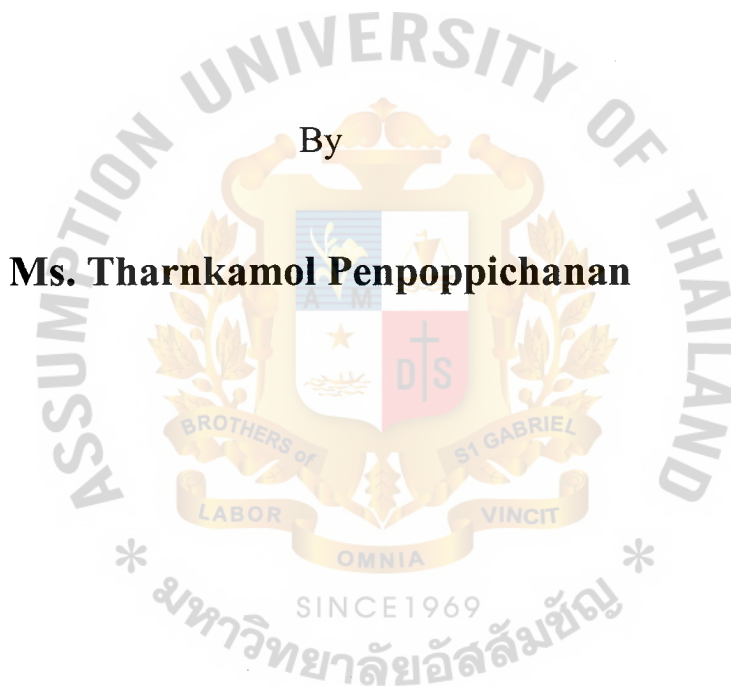 ASSUMPTION UNIVERSITY OF THAILAND
By
Ms. Tharnkamol Penpoppichanan
A M
D S
BROTHERS of
S1 GABRIEL
LABOR
VINCIT
OMNIA
SINCE1969
* มหาวิทยาลัยอัสสัมชัญ *